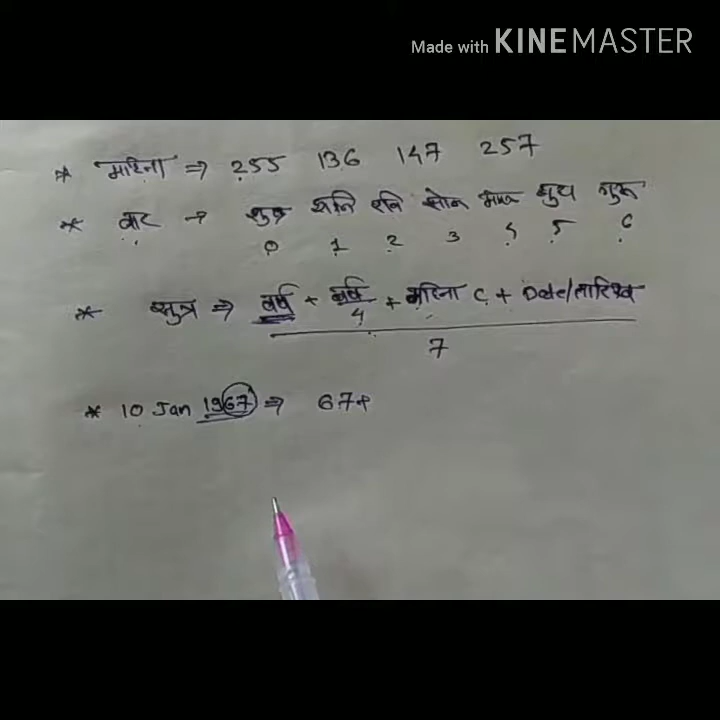 Made with KINEMASTER
* महिना ⇒ 255 136 147 257
* वार → शुक्र शनि रवि सोम मंगल बुध गुरू
0 1 2 3 4 5 6
* सुत्र ⇒ वर्ष + वर्ष/4 + महिना C + Date/तारिख
7
* 10 Jan 1967 ⇒ 67+